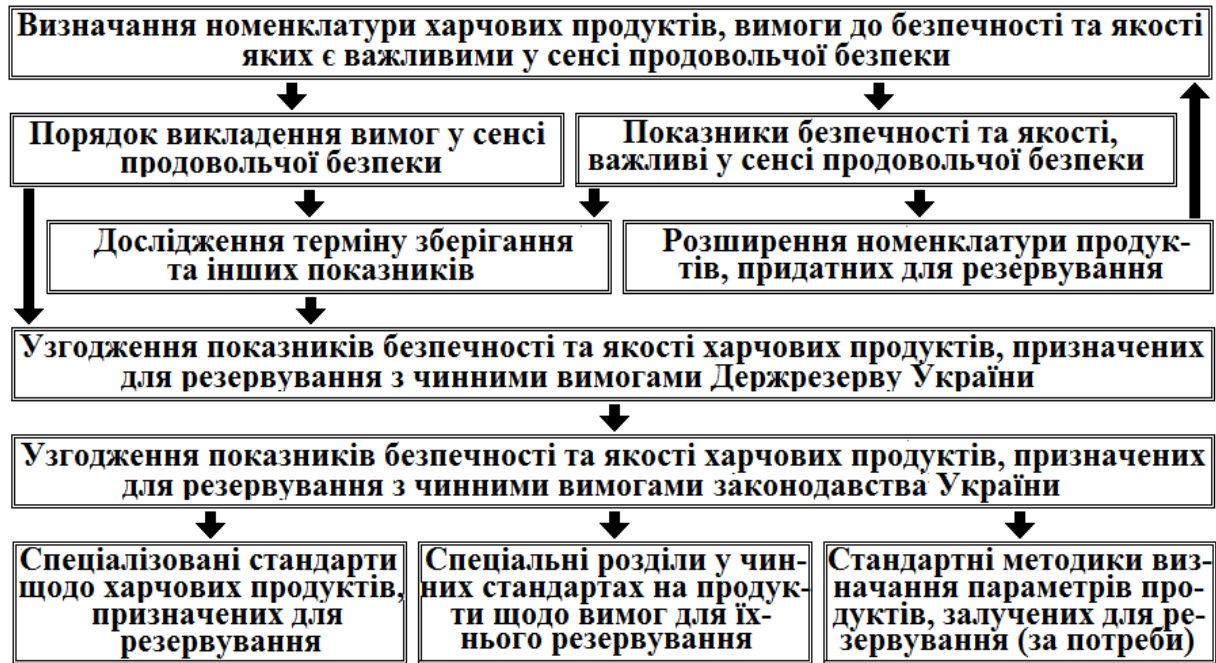 Визначання номенклатури харчових продуктів, вимоги до безпечності та якості
яких є важливими у сенсі продовольчої безпеки
Порядок викладення вимог у сенсі
продовольчої безпеки
Показники безпечності та якості,
важливі у сенсі продовольчої безпеки
Дослідження терміну зберігання
та інших показників
Розширення номенклатури продук-
тів, придатних для резервування
Узгодження показників безпечності та якості харчових продуктів, призначених
для резервування з чинними вимогами Держрезерву України
Узгодження показників безпечності та якості харчових продуктів, призначених
для резервування з чинними вимогами законодавства України
Спеціалізовані стандарти
щодо харчових продуктів,
призначених для
резервування
Спеціальні розділи у чин-
них стандартах на продук-
ти щодо вимог для їх-
нього резервування
Стандартні методики виз-
начання параметрів про-
дуктів, залучених для ре-
зервування (за потреби)